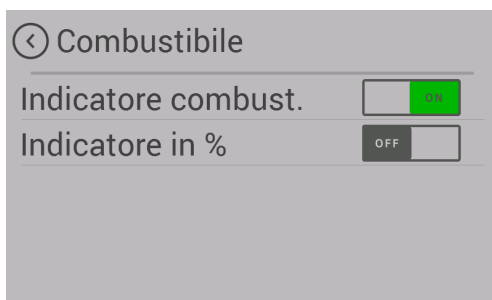 Combustibile
Indicatore combust. ON
Indicatore in % OFF